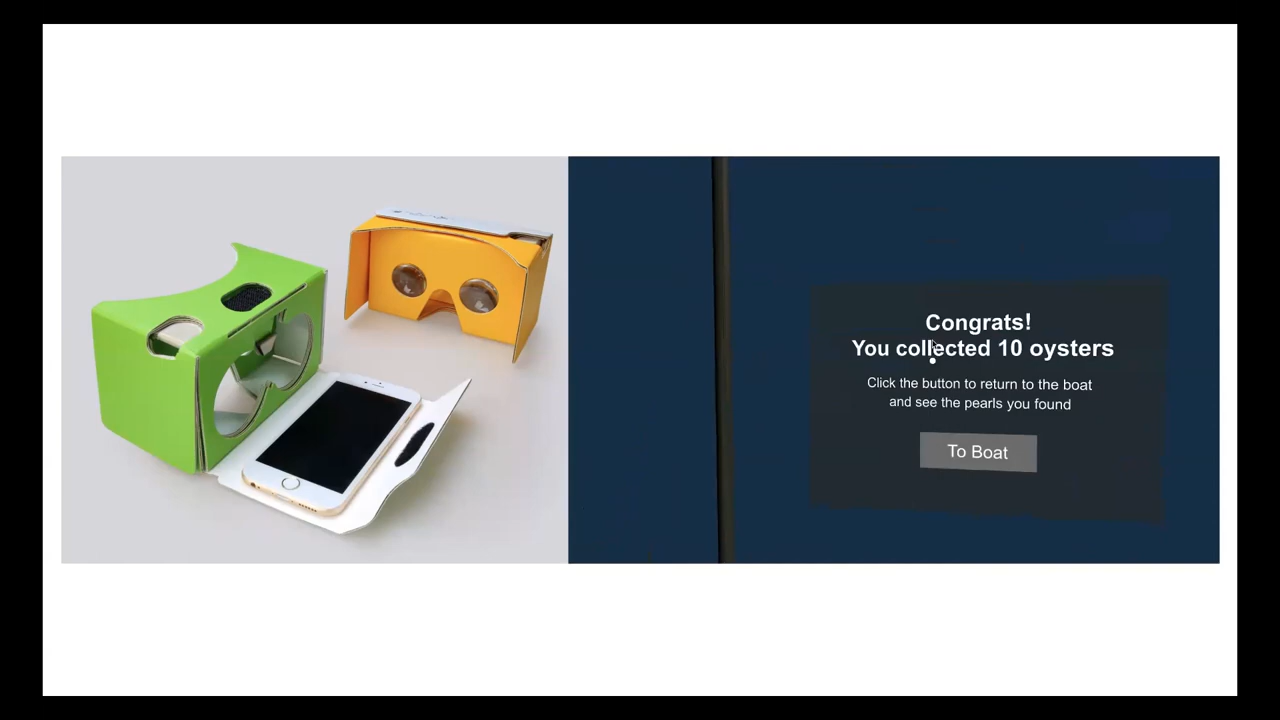 Congrats!
You collected 10 oysters
Click the button to return to the boat
and see the pearls you found
To Boat